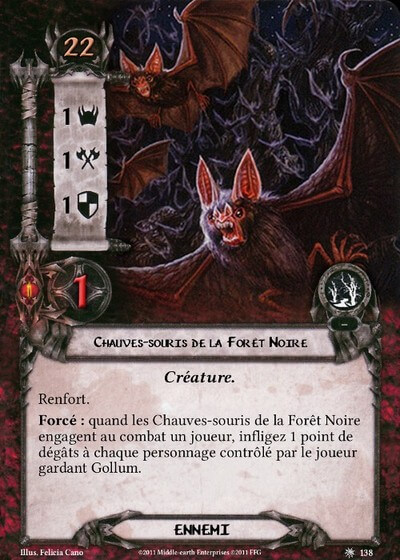 22
1
1
1
1
Chauves-souris de la Forêt Noire
Créature.
Renfort.
Forcé : quand les Chauves-souris de la Forêt Noire
engagent au combat un joueur, infligez 1 point de
dégâts à chaque personnage contrôlé par le joueur
gardant Gollum.
ENNEMI
Illus. Felicia Cano ©2011 Middle-earth Enterprises ©2011 FFG 138